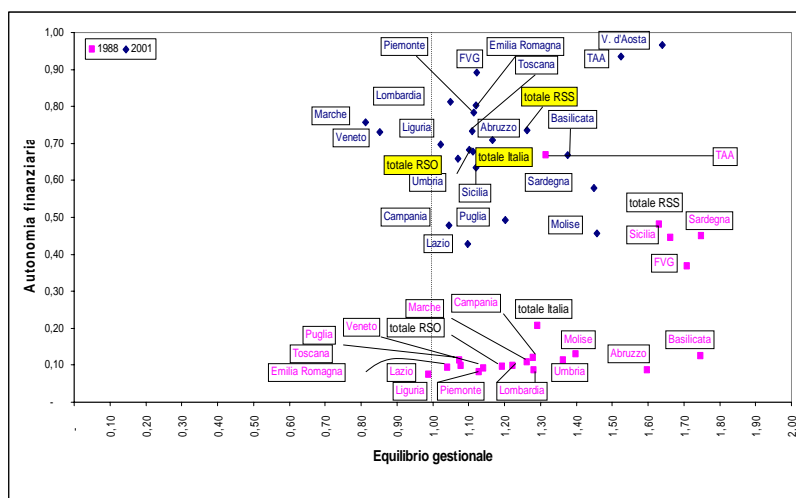 1,00
0,90
0,80
0,70
0,60
0,50
0,40
0,30
0,20
0,10
-
Autonomia finanziaria
1988 2001
Piemonte
Emilia Romagna
V. d'Aosta
FVG
TAA
Toscana
Lombardia
totale RSS
Marche
Liguria
Abruzzo
Basilicata
Veneto
totale RSO
totale Italia
TAA
Umbria
Sicilia
Sardegna
Campania
Puglia
Molise
Lazio
totale RSS
Sardegna
Sicilia
FVG
Marche
Campania
totale Italia
Puglia
Veneto
totale RSO
Molise
Basilicata
Toscana
Abruzzo
Emilia Romagna
Lazio
Umbria
Liguria
Piemonte
Lombardia
- 0,10 0,20 0,30 0,40 0,50 0,60 0,70 0,80 0,90 1,00 1,10 1,20 1,30 1,40 1,50 1,60 1,70 1,80 1,90 2,00
Equilibrio gestionale